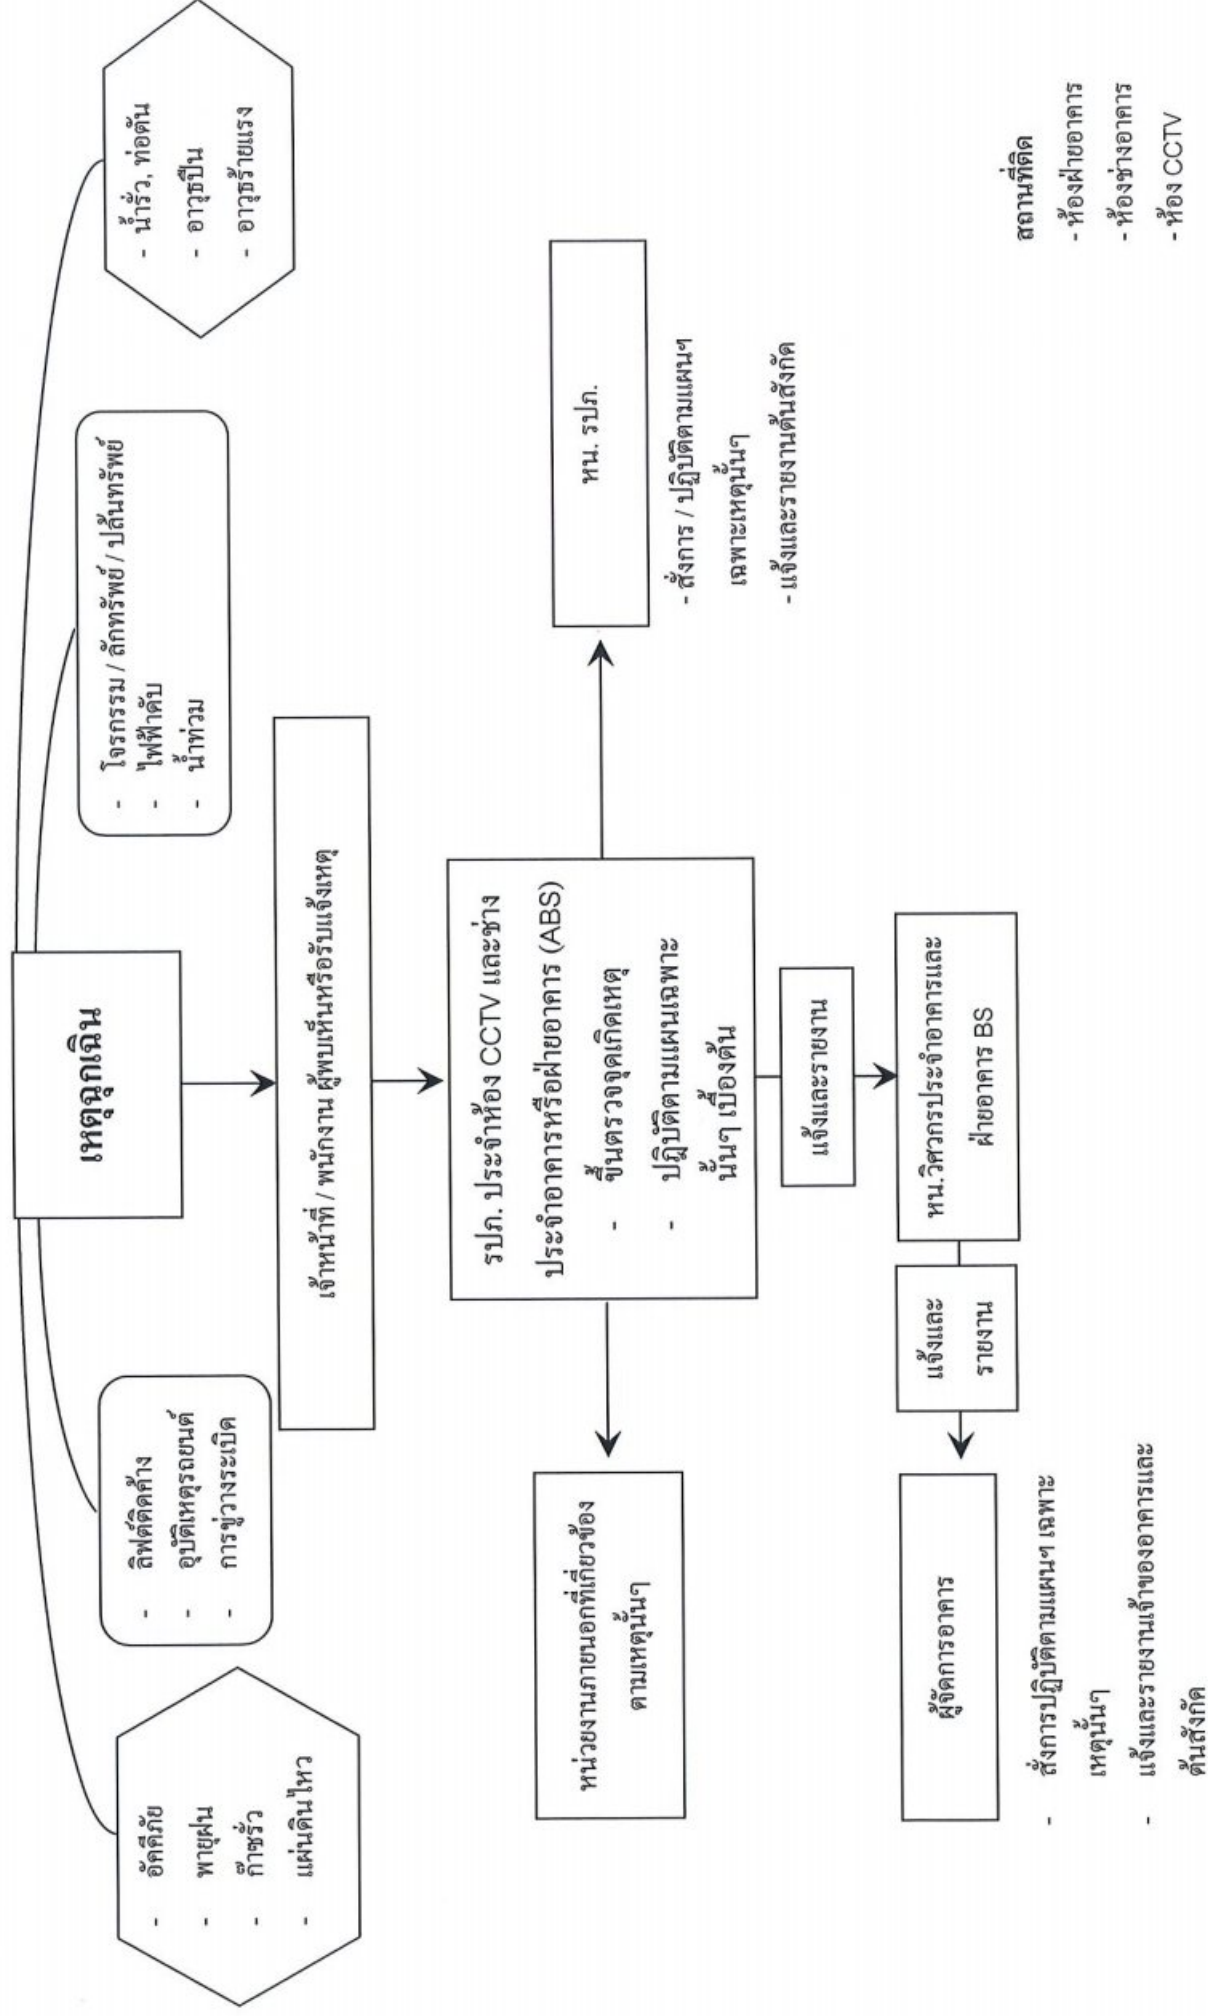 เหตุฉุกเฉิน
- อัคคีภัย
- พายุฝน
- ก๊าซรั่ว
- แผ่นดินไหว
- ลิฟต์ติดค้าง
- อุบัติเหตุรถยนต์
- การขู่วางระเบิด
- โจรกรรม / ลักทรัพย์ / ปล้นทรัพย์
- ไฟฟ้าดับ
- น้ำท่วม
- น้ำรั่ว, ท่อตัน
- อาวุธปืน
- อาวุธร้ายแรง
เจ้าหน้าที่ / พนักงาน ผู้พบเห็นหรือรับแจ้งเหตุ
รปภ. ประจำห้อง CCTV และช่าง
ประจำอาคารหรือฝ่ายอาคาร (ABS)
- ขึ้นตรวจจุดเกิดเหตุ
- ปฏิบัติตามแผนเฉพาะ
นั้นๆ เบื้องต้น
หน่วยงานภายนอกที่เกี่ยวข้อง
ตามเหตุนั้นๆ
หน. รปภ.
- สั่งการ / ปฏิบัติตามแผนฯ
เฉพาะเหตุนั้นๆ
- แจ้งและรายงานต้นสังกัด
แจ้งและรายงาน
หน.วิศวกรประจำอาคารและ
ฝ่ายอาคาร BS
แจ้งและ
รายงาน
ผู้จัดการอาคาร
- สั่งการปฏิบัติตามแผนฯ เฉพาะ
เหตุนั้นๆ
- แจ้งและรายงานเจ้าของอาคารและ
ต้นสังกัด
สถานที่ติด
- ห้องฝ่ายอาคาร
- ห้องช่างอาคาร
- ห้อง CCTV